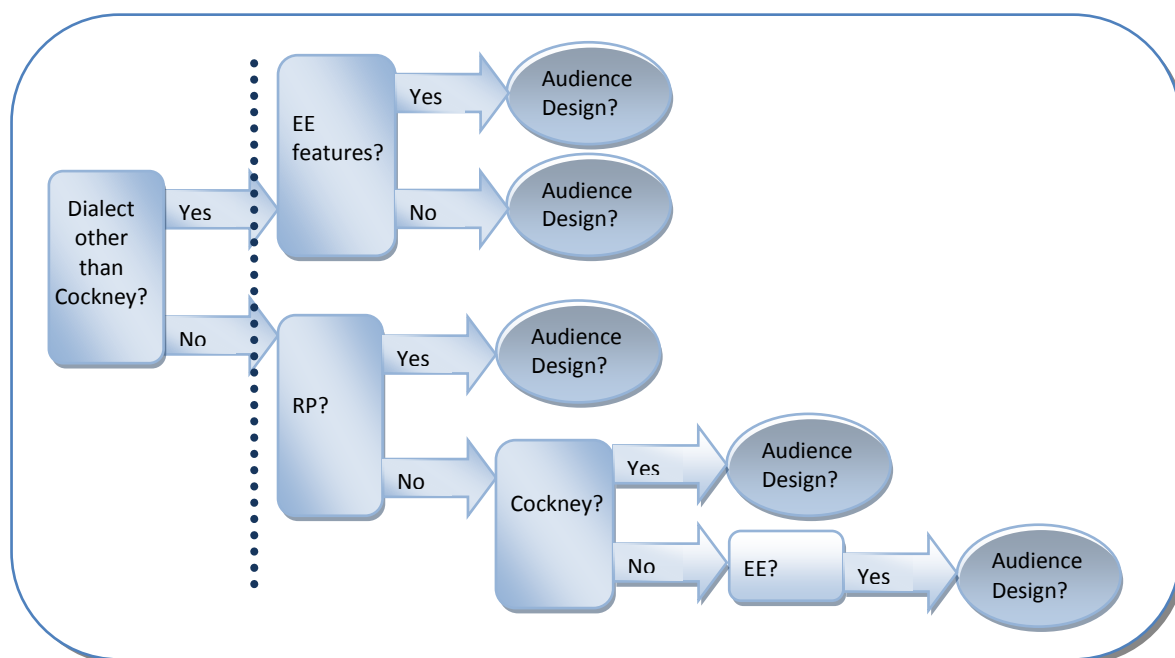 Dialect
other
than
Cockney?
Yes
No
EE
features?
Yes
No
Audience
Design?
Audience
Design?
RP?
Yes
No
Audience
Design?
Cockney?
Yes
No
Audience
Design?
EE?
Yes
Audience
Design?